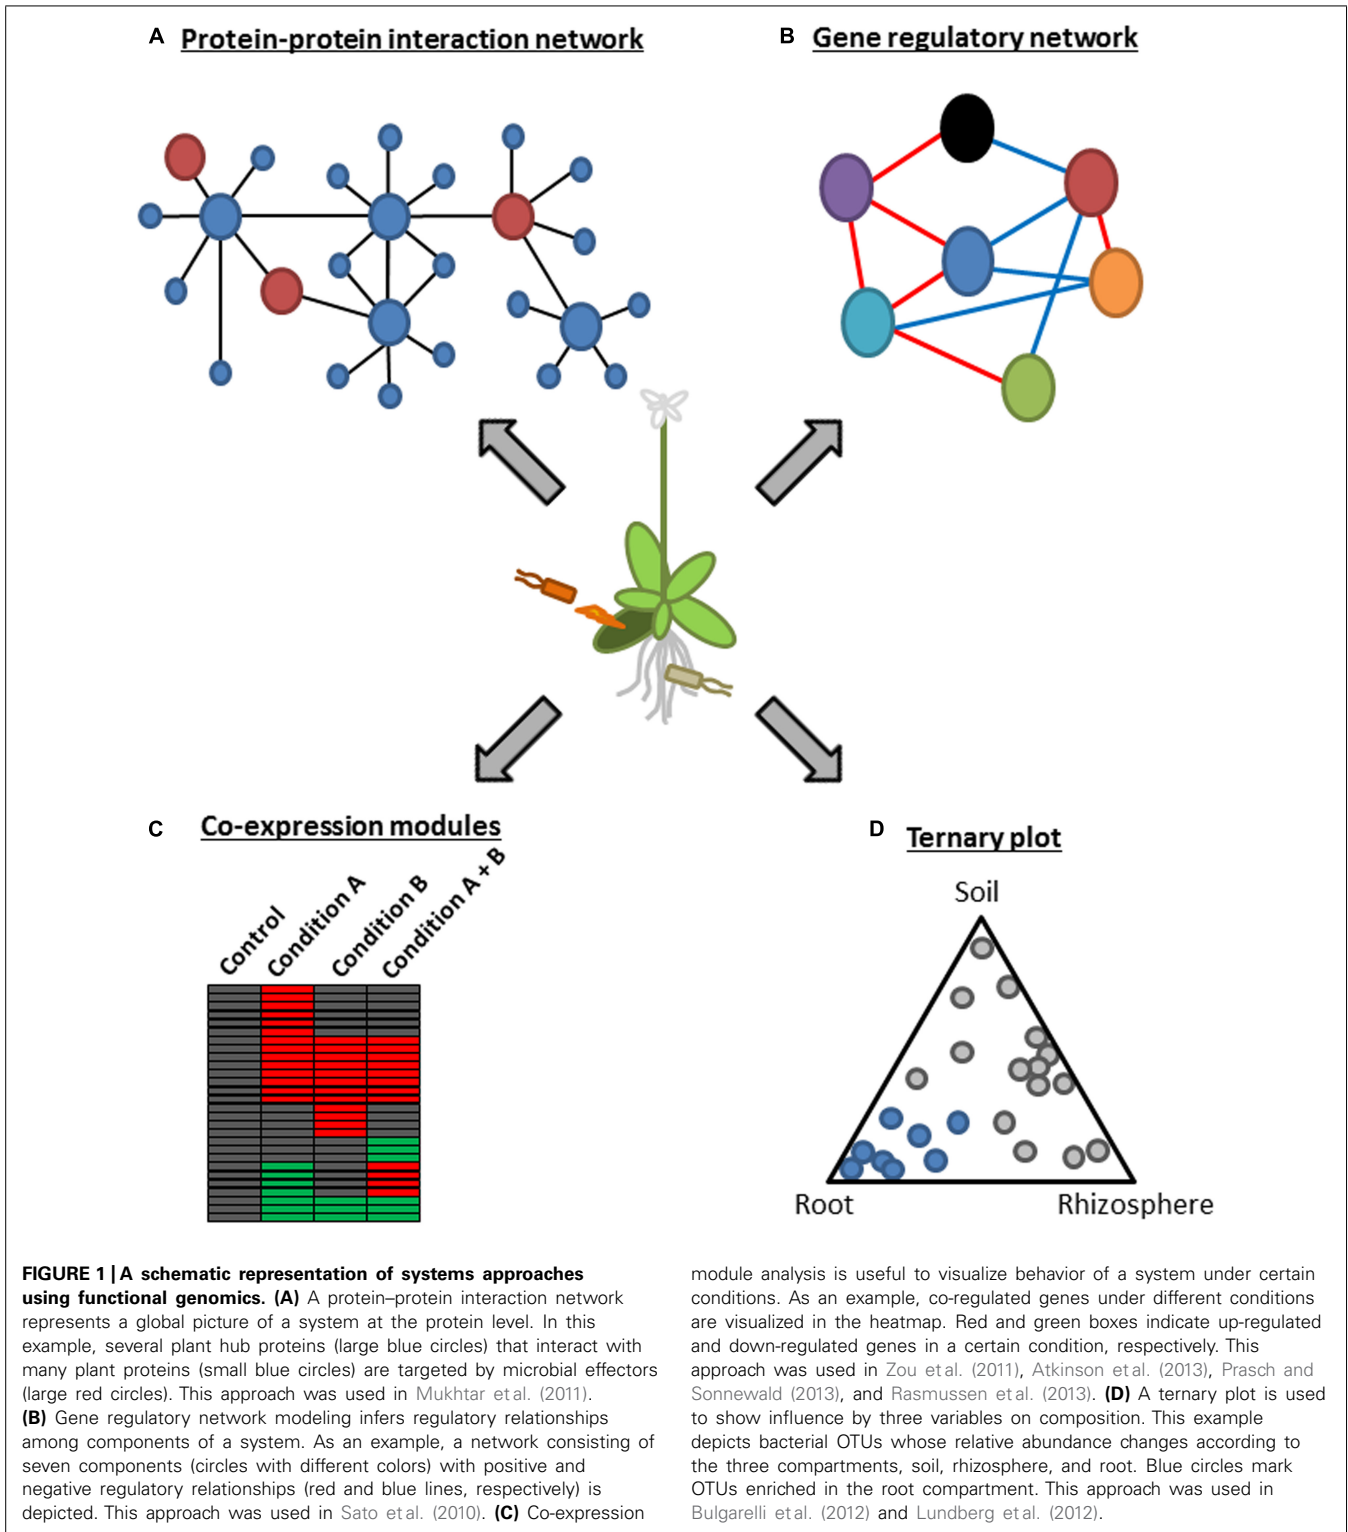 A Protein-protein interaction network
B Gene regulatory network
C Co-expression modules
Control
Condition A
Condition B
Condition A + B
D Ternary plot
Soil
Root
Rhizosphere
FIGURE 1 | A schematic representation of systems approaches
using functional genomics. (A) A protein–protein interaction network
represents a global picture of a system at the protein level. In this
example, several plant hub proteins (large blue circles) that interact with
many plant proteins (small blue circles) are targeted by microbial effectors
(large red circles). This approach was used in Mukhtar et al. (2011).
(B) Gene regulatory network modeling infers regulatory relationships
among components of a system. As an example, a network consisting of
seven components (circles with different colors) with positive and
negative regulatory relationships (red and blue lines, respectively) is
depicted. This approach was used in Sato et al. (2010). (C) Co-expression
module analysis is useful to visualize behavior of a system under certain
conditions. As an example, co-regulated genes under different conditions
are visualized in the heatmap. Red and green boxes indicate up-regulated
and down-regulated genes in a certain condition, respectively. This
approach was used in Zou et al. (2011), Atkinson et al. (2013), Prasch and
Sonnewald (2013), and Rasmussen et al. (2013). (D) A ternary plot is used
to show influence by three variables on composition. This example
depicts bacterial OTUs whose relative abundance changes according to
the three compartments, soil, rhizosphere, and root. Blue circles mark
OTUs enriched in the root compartment. This approach was used in
Bulgarelli et al. (2012) and Lundberg et al. (2012).